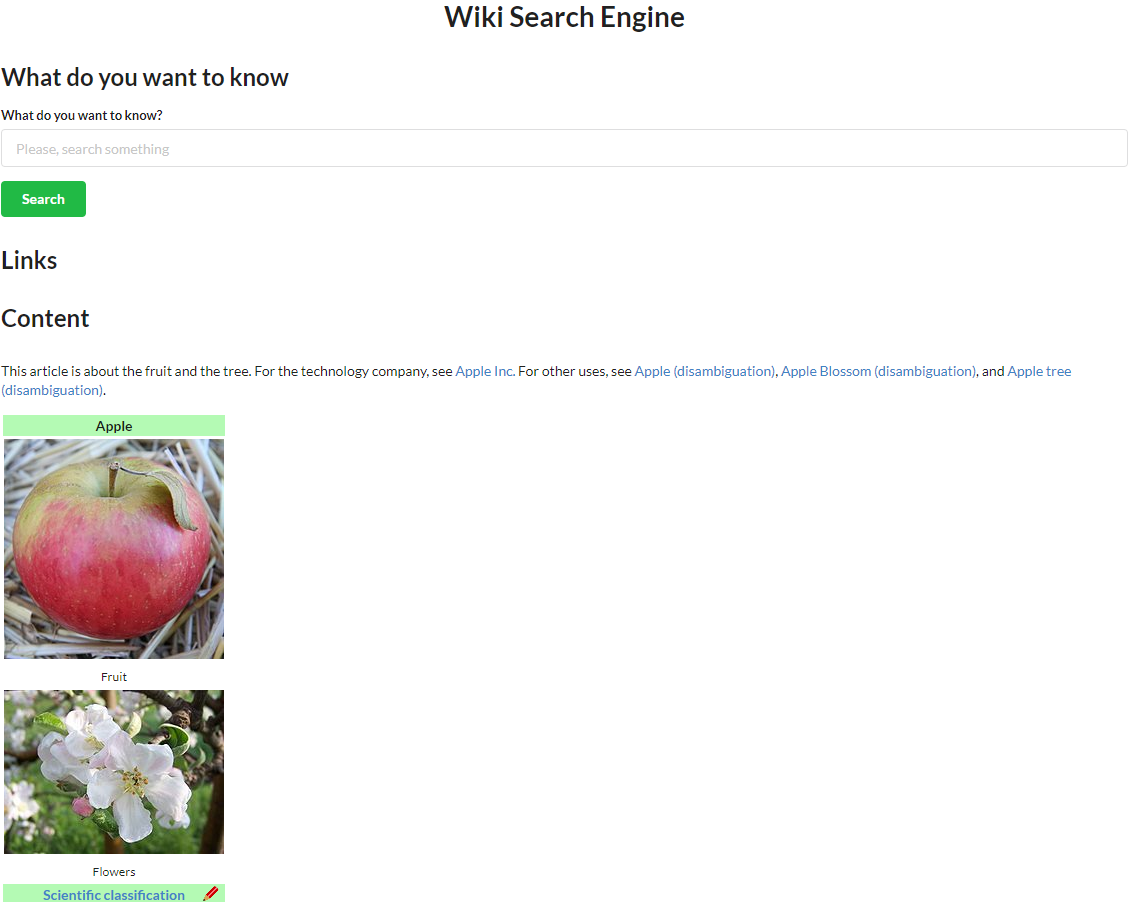 Wiki Search Engine
What do you want to know
What do you want to know?
Please, search something
Search
Links
Content
This article is about the fruit and the tree. For the technology company, see Apple Inc. For other uses, see Apple (disambiguation), Apple Blossom (disambiguation), and Apple tree
(disambiguation).
Apple
Fruit
Flowers
Scientific classification